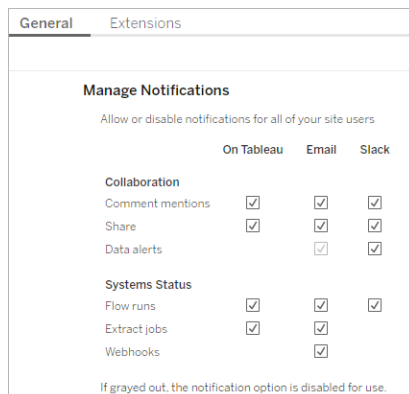 General Extensions
Manage Notifications
Allow or disable notifications for all of your site users
On Tableau Email Slack
Collaboration
Comment mentions
Share
Data alerts
Systems Status
Flow runs
Extract jobs
Webhooks
If grayed out, the notification option is disabled for use.